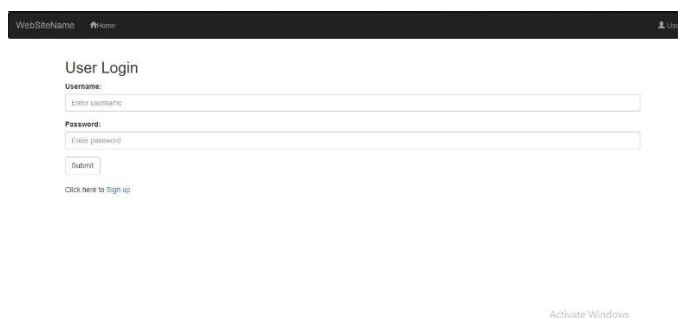 WebSiteName Home
User Login
Username:
Enter username
Password:
Enter password
Submit
Click here to Sign up
Activate Windows